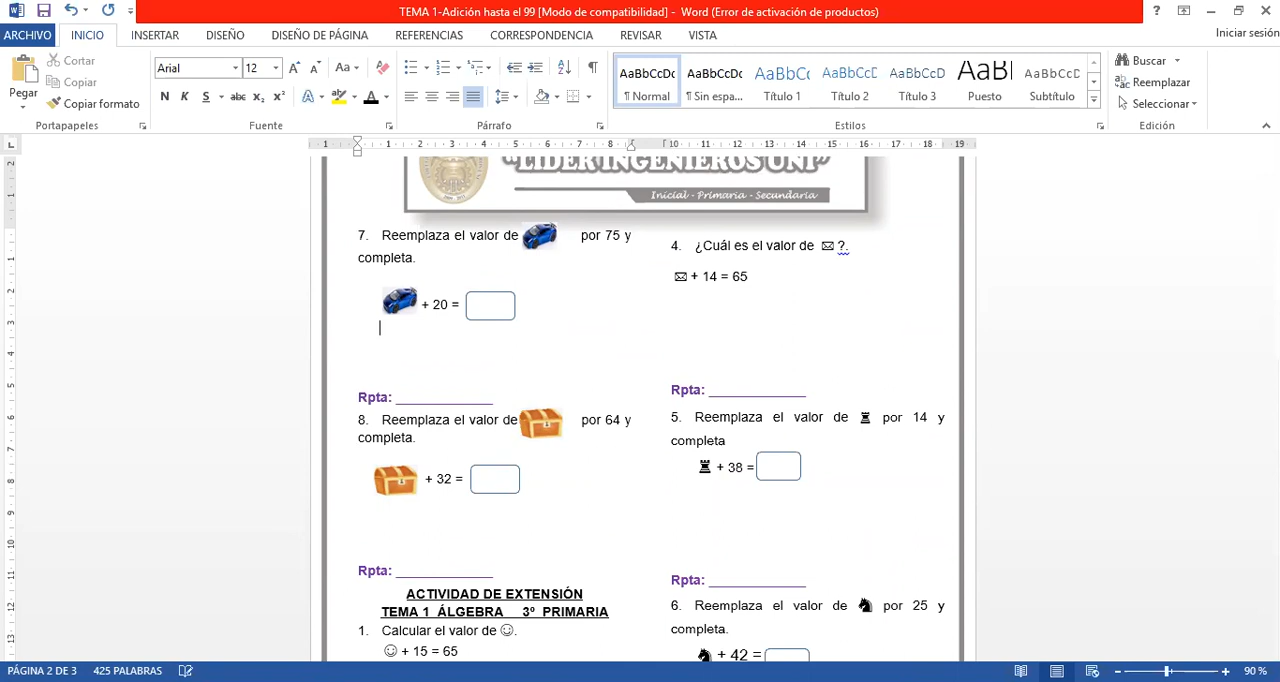 TEMA 1-Adición hasta el 99 [Modo de compatibilidad] - Word (Error de activación de productos)
ARCHIVO INICIO INSERTAR DISEÑO DISEÑO DE PÁGINA REFERENCIAS CORRESPONDENCIA REVISAR VISTA Iniciar sesión
Pegar
Cortar
Copiar
Copiar formato
Portapapeles
Arial 12
Fuente
Párrafo
AaBbCcDc AaBbCcDc AaBbCc AaBbCcD AaBbCcD AaBl AaBbCcD
¶ Normal ¶ Sin espa... Título 1 Título 2 Título 3 Puesto Subtítulo
Estilos
Buscar
Reemplazar
Seleccionar
Edición
"LIDER INGENIEROS UNI"
Inicial - Primaria - Secundaria
7. Reemplaza el valor de por 75 y
completa.
+ 20 =
Rpta: _____________
8. Reemplaza el valor de por 64 y
completa.
+ 32 =
Rpta: _____________
ACTIVIDAD DE EXTENSIÓN
TEMA 1 ÁLGEBRA 3º PRIMARIA
1. Calcular el valor de ☺.
☺ + 15 = 65
4. ¿Cuál es el valor de ✉ ?.
✉ + 14 = 65
Rpta: _____________
5. Reemplaza el valor de ♜ por 14 y
completa
♜ + 38 =
Rpta: _____________
6. Reemplaza el valor de ♞ por 25 y
completa.
♞ + 42 =
PÁGINA 2 DE 3 425 PALABRAS 90 %